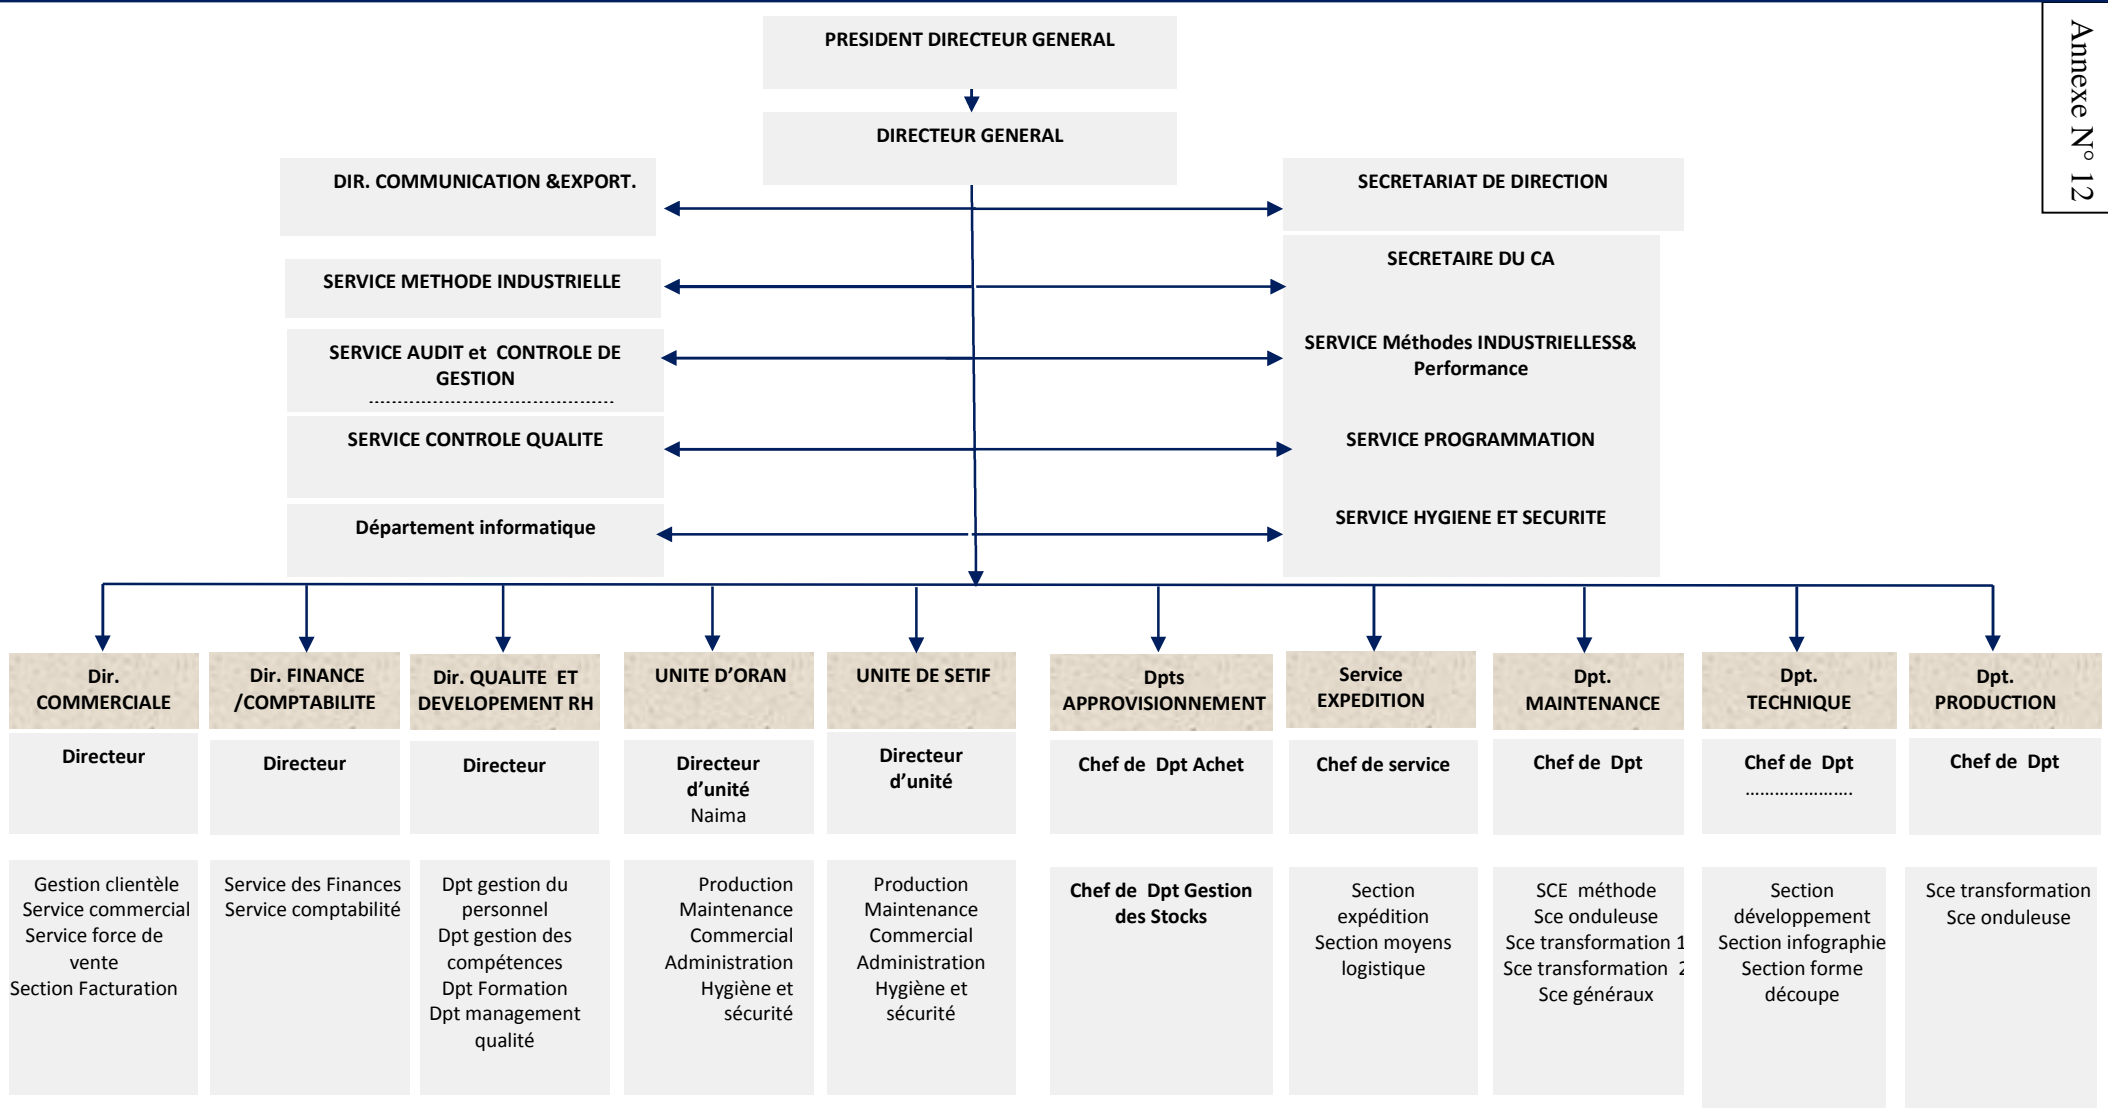 Annexe N° 12
PRESIDENT DIRECTEUR GENERAL
DIRECTEUR GENERAL
DIR. COMMUNICATION &EXPORT.
SECRETARIAT DE DIRECTION
SERVICE METHODE INDUSTRIELLE
SECRETAIRE DU CA
SERVICE AUDIT et CONTROLE DE
GESTION
............................................
SERVICE Méthodes INDUSTRIELLESS&
Performance
SERVICE CONTROLE QUALITE
SERVICE PROGRAMMATION
Département informatique
SERVICE HYGIENE ET SECURITE
Dir.
COMMERCIALE
Directeur
Gestion clientèle
Service commercial
Service force de
vente
Section Facturation
Dir. FINANCE
/COMPTABILITE
Directeur
Service des Finances
Service comptabilité
Dir. QUALITE ET
DEVELOPEMENT RH
Directeur
Dpt gestion du
personnel
Dpt gestion des
compétences
Dpt Formation
Dpt management
qualité
UNITE D’ORAN
Directeur
d’unité
Naima
Production
Maintenance
Commercial
Administration
Hygiène et
sécurité
UNITE DE SETIF
Directeur
d’unité
Production
Maintenance
Commercial
Administration
Hygiène et
sécurité
Dpts
APPROVISIONNEMENT
Chef de Dpt Achet
Chef de Dpt Gestion
des Stocks
Service
EXPEDITION
Chef de service
Section
expédition
Section moyens
logistique
Dpt.
MAINTENANCE
Chef de Dpt
SCE méthode
Sce onduleuse
Sce transformation 1
Sce transformation 2
Sce généraux
Dpt.
TECHNIQUE
Chef de Dpt
………………….
Section
développement
Section infographie
Section forme
découpe
Dpt.
PRODUCTION
Chef de Dpt
Sce transformation
Sce onduleuse